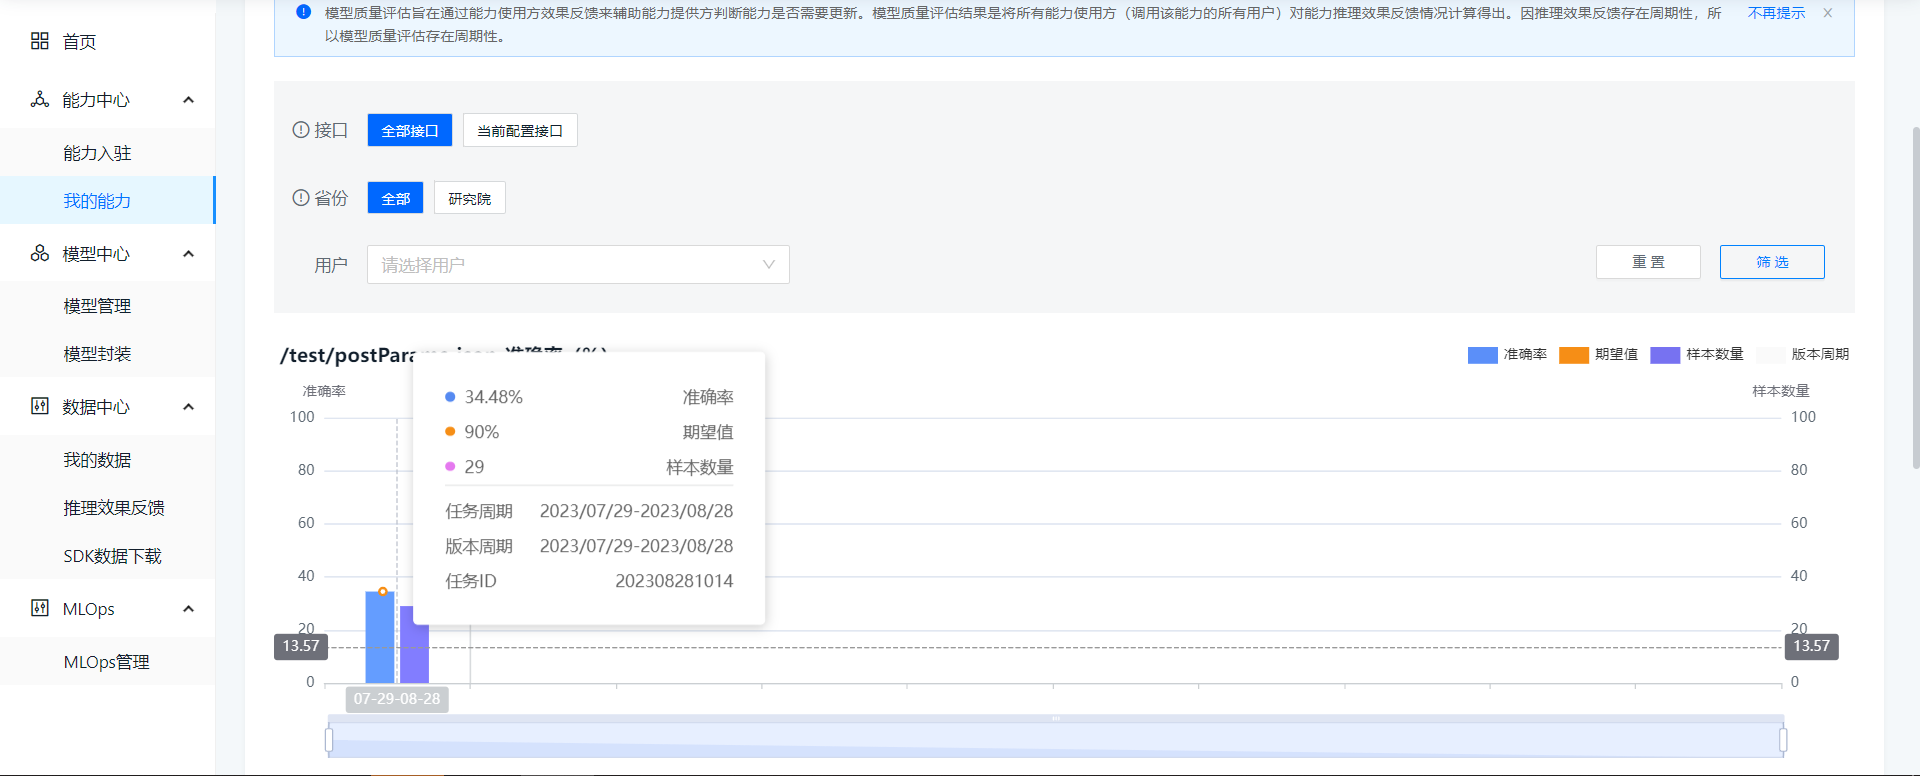 模型质量评估旨在通过能力使用方效果反馈来辅助能力提供方判断能力是否需要更新。模型质量评估结果是将所有能力使用方（调用该能力的所有用户）对能力推理效果反馈情况计算得出。因推理效果反馈存在周期性，所
以模型质量评估存在周期性。
不再提示
首页
能力中心
能力入驻
我的能力
模型中心
模型管理
模型封装
数据中心
我的数据
推理效果反馈
SDK数据下载
MLOps
MLOps管理
接口
全部接口
当前配置接口
省份
全部
研究院
用户
请选择用户
重置
筛选
准确率
期望值
样本数量
版本周期
准确率
样本数量
100
80
60
40
20
0
13.57
34.48%
准确率
90%
期望值
29
样本数量
任务周期 2023/07/29-2023/08/28
版本周期 2023/07/29-2023/08/28
任务ID 202308281014
100
80
60
40
20
0
13.57
07-29-08-28